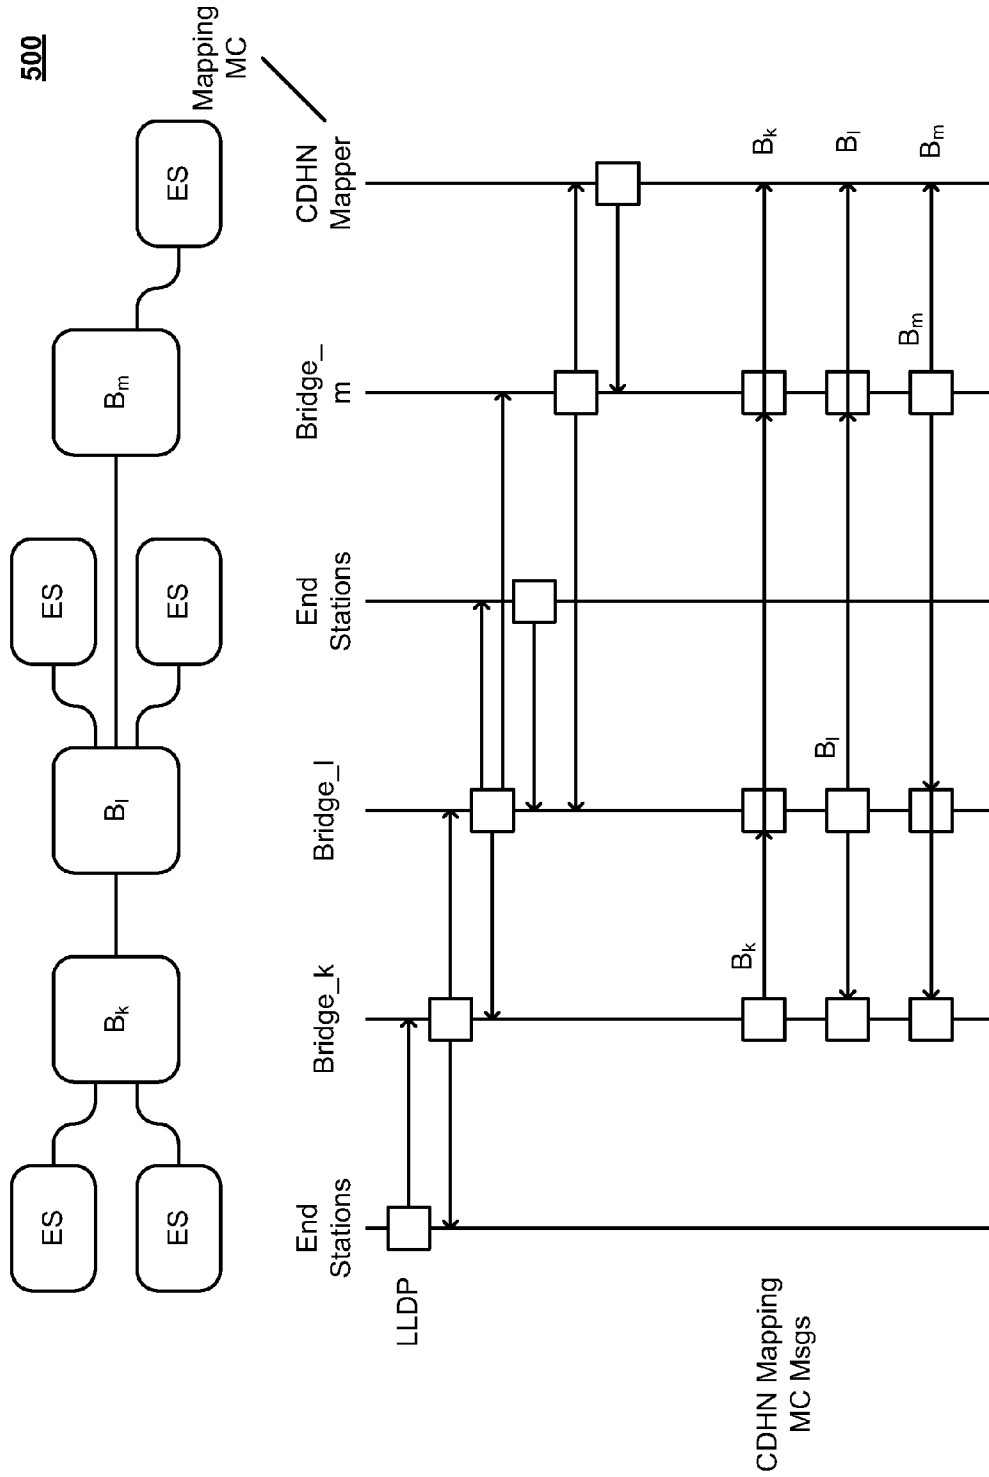 500
ES
ES
Bk
Bl
Bm
ES
ES
ES
Mapping
MC
End
Stations
Bridge_k
Bridge_l
End
Stations
Bridge_
m
CDHN
Mapper
LLDP
CDHN Mapping
MC Msgs
Bk
Bk
Bl
Bl
Bm
Bm